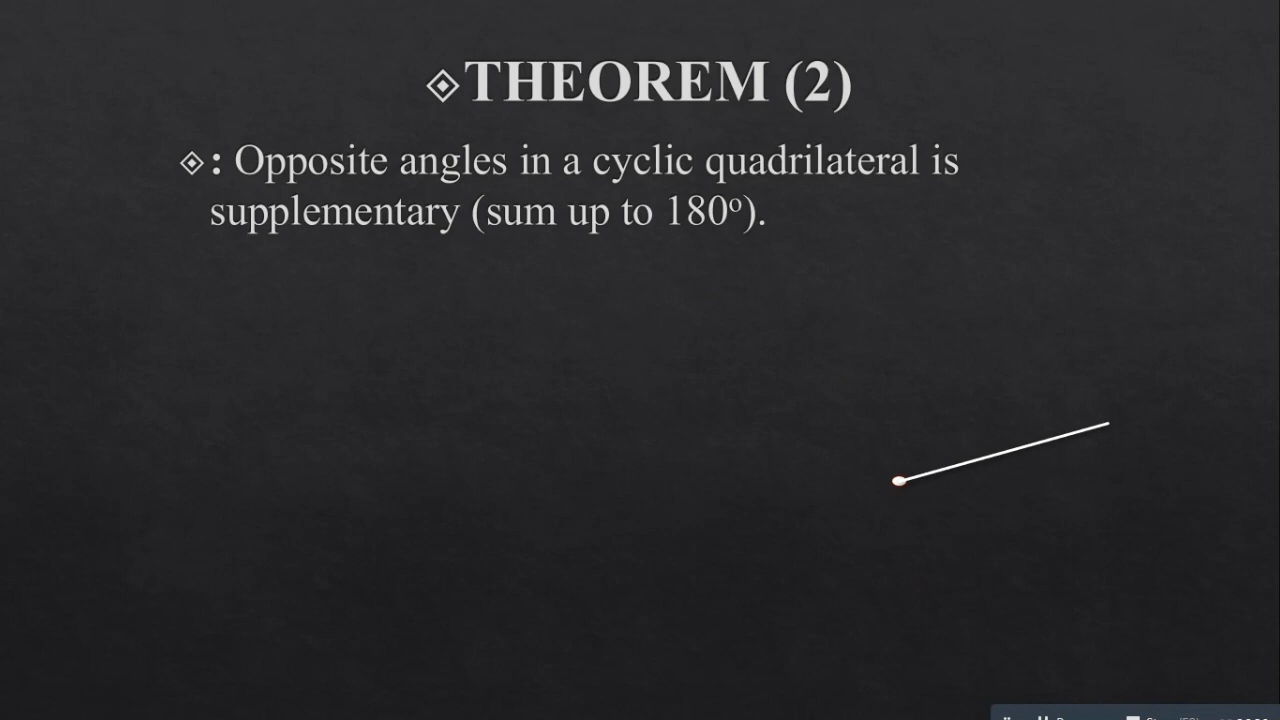 THEOREM (2)
: Opposite angles in a cyclic quadrilateral is
supplementary (sum up to 180º).